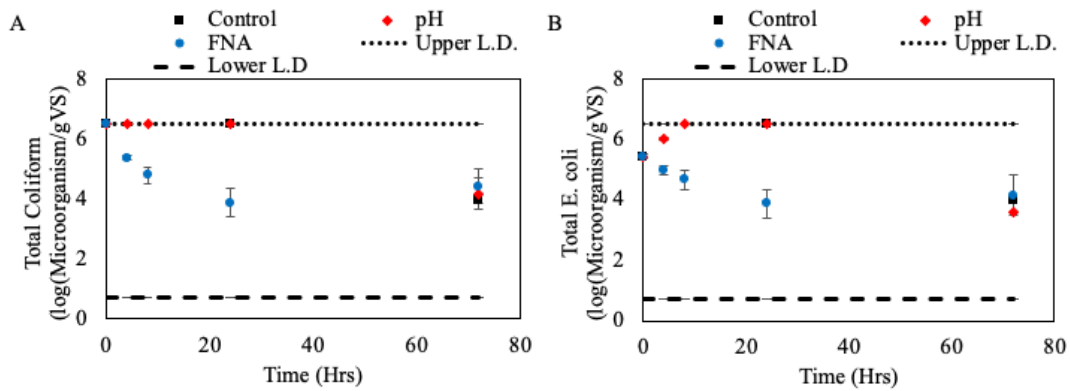 A
Control
pH
FNA
Upper L.D.
Lower L.D
Total Coliform
(log(Microorganism/gVS)
8
6
4
2
0
0 20 40 60 80
Time (Hrs)
B
Control
pH
FNA
Upper L.D.
Lower L.D
Total E. coli
(log(Microorganism/gVS)
8
6
4
2
0
0 20 40 60 80
Time (Hrs)